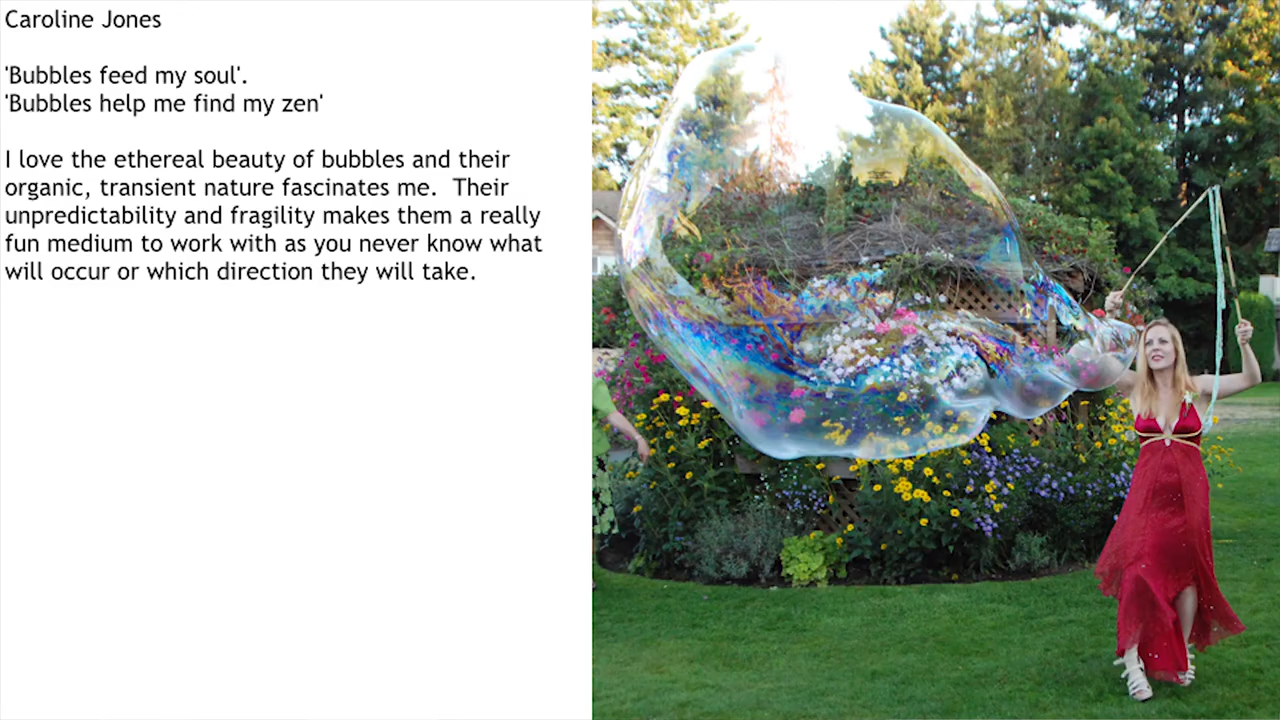 Caroline Jones
'Bubbles feed my soul'.
'Bubbles help me find my zen'
I love the ethereal beauty of bubbles and their
organic, transient nature fascinates me.  Their
unpredictability and fragility makes them a really
fun medium to work with as you never know what
will occur or which direction they will take.